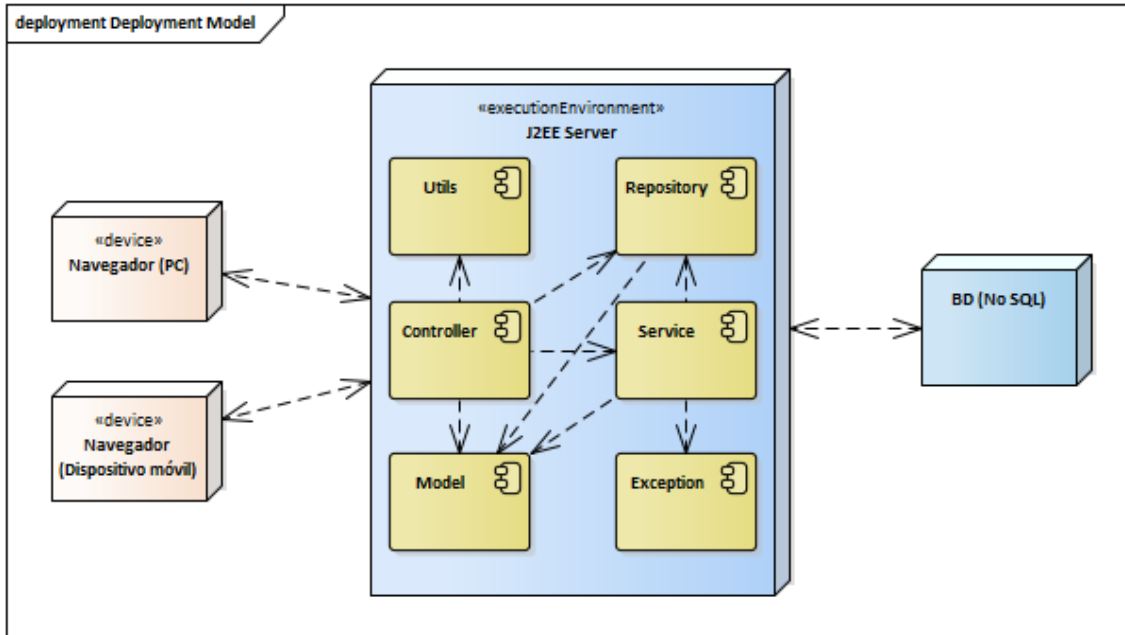 deployment Deployment Model
«executionEnvironment»
J2EE Server
Utils
Repository
«device»
Navegador (PC)
Controller
Service
BD (No SQL)
«device»
Navegador
(Dispositivo móvil)
Model
Exception